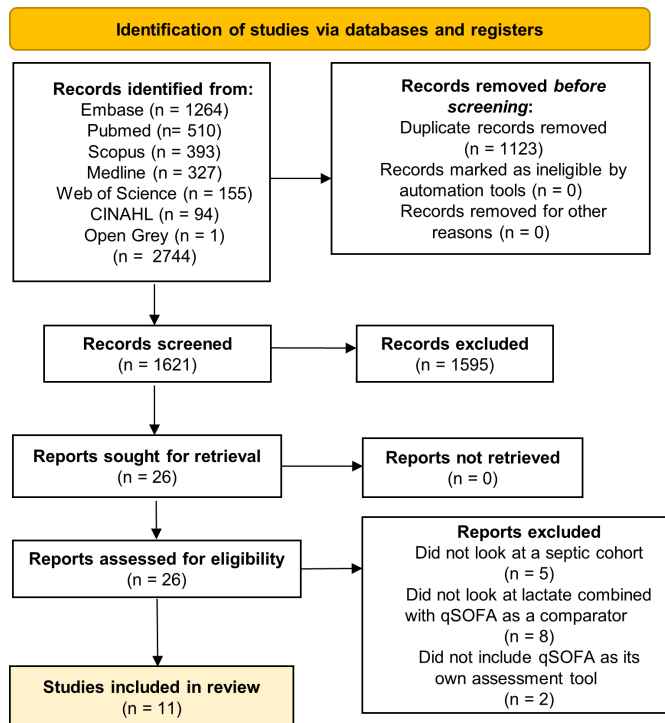 Identification of studies via databases and registers
Records identified from:
Embase (n = 1264)
Pubmed (n= 510)
Scopus (n = 393)
Medline (n = 327)
Web of Science (n = 155)
CINAHL (n = 94)
Open Grey (n = 1)
(n = 2744)
Records removed before
screening:
Duplicate records removed
(n = 1123)
Records marked as ineligible by
automation tools (n = 0)
Records removed for other
reasons (n = 0)
Records screened
(n = 1621)
Records excluded
(n = 1595)
Reports sought for retrieval
(n = 26)
Reports not retrieved
(n = 0)
Reports assessed for eligibility
(n = 26)
Reports excluded
Did not look at a septic cohort
(n = 5)
Did not look at lactate combined
with qSOFA as a comparator
(n = 8)
Did not include qSOFA as its
own assessment tool
(n = 2)
Studies included in review
(n = 11)